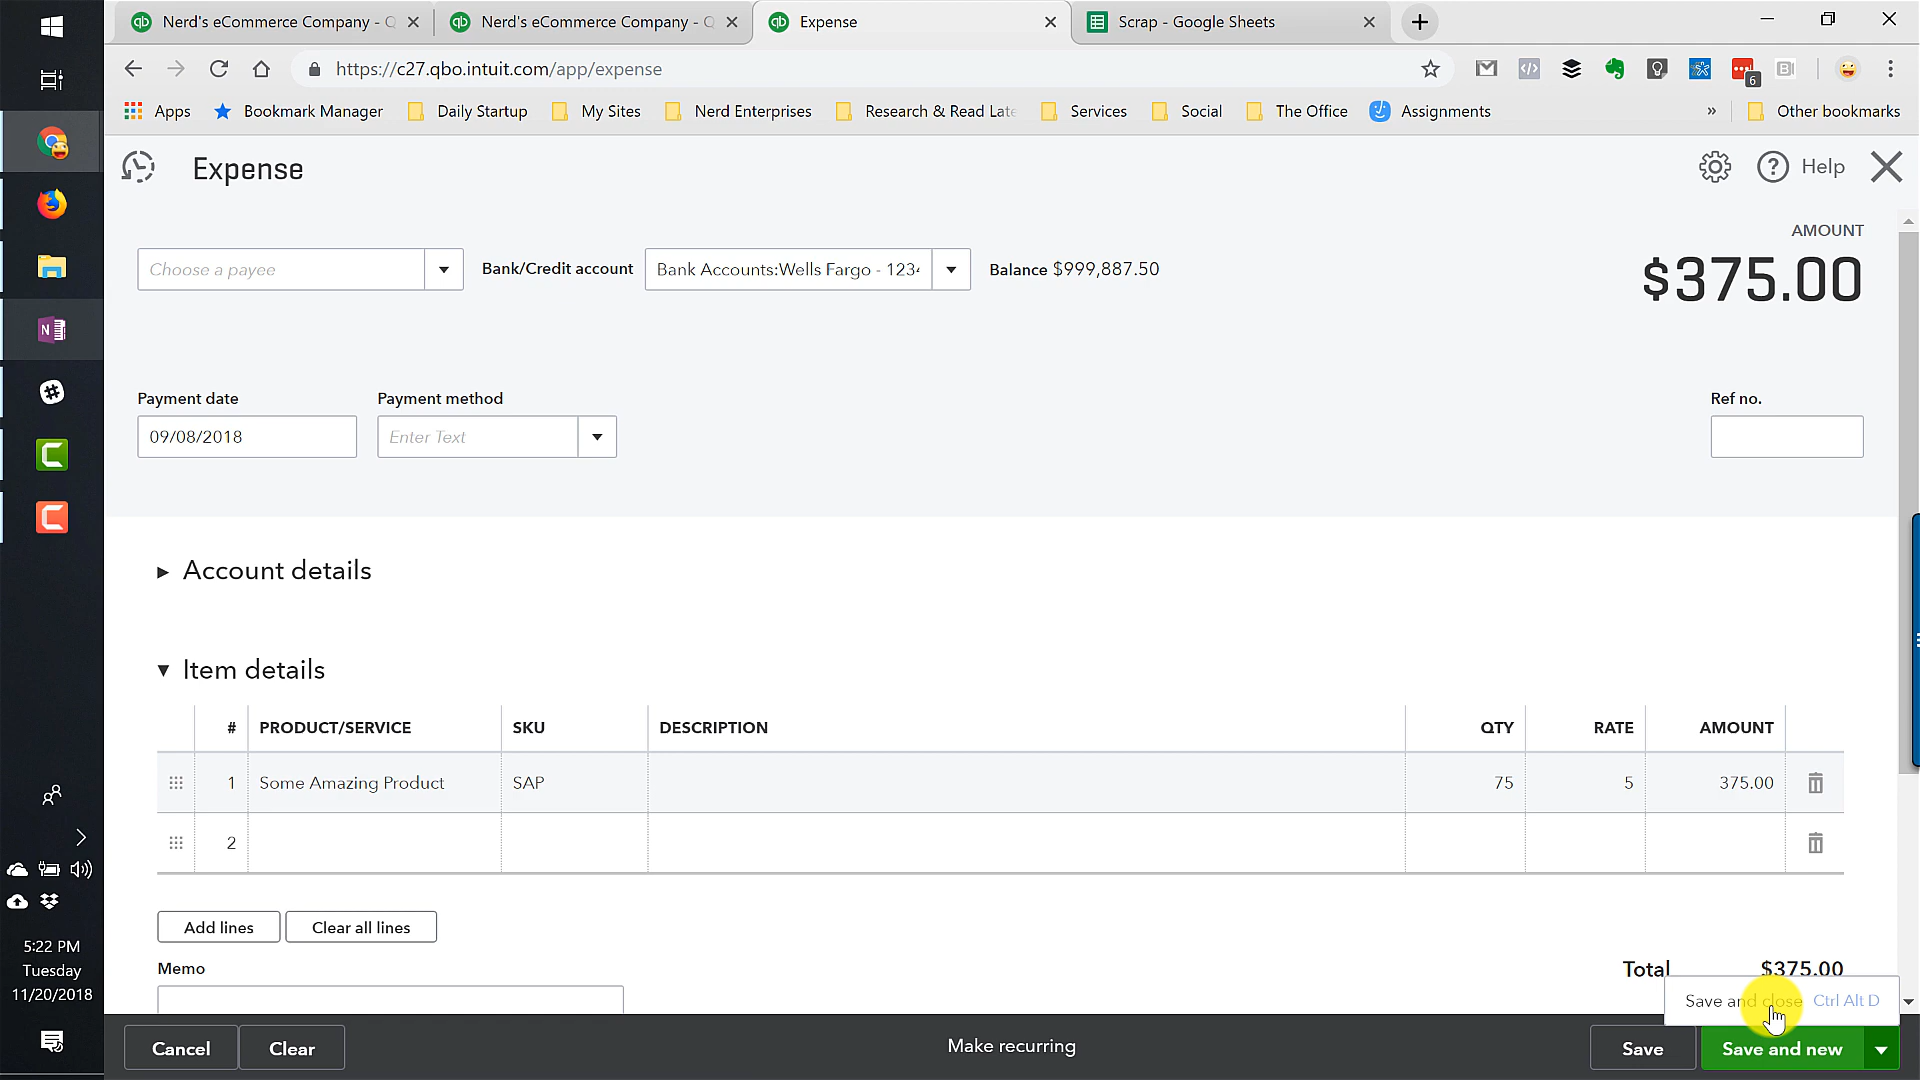 Nerd's eCommerce Company - Q
Nerd's eCommerce Company - Q
Expense
Scrap - Google Sheets
https://c27.qbo.intuit.com/app/expense
6
Apps
Bookmark Manager
Daily Startup
My Sites
Nerd Enterprises
Research & Read Late
Services
Social
The Office
Assignments
»
Other bookmarks
Expense
Help
AMOUNT
$375.00
Choose a payee
Bank/Credit account
Bank Accounts:Wells Fargo - 1234
Balance $999,887.50
Payment date
Payment method
Ref no.
09/08/2018
Enter Text
Account details
Item details
# PRODUCT/SERVICE SKU DESCRIPTION QTY RATE AMOUNT
1 Some Amazing Product SAP 75 5 375.00
2
Add lines
Clear all lines
Memo
Total $375.00
Save and close Ctrl Alt D
Cancel
Clear
Make recurring
Save
Save and new
5:22 PM
Tuesday
11/20/2018